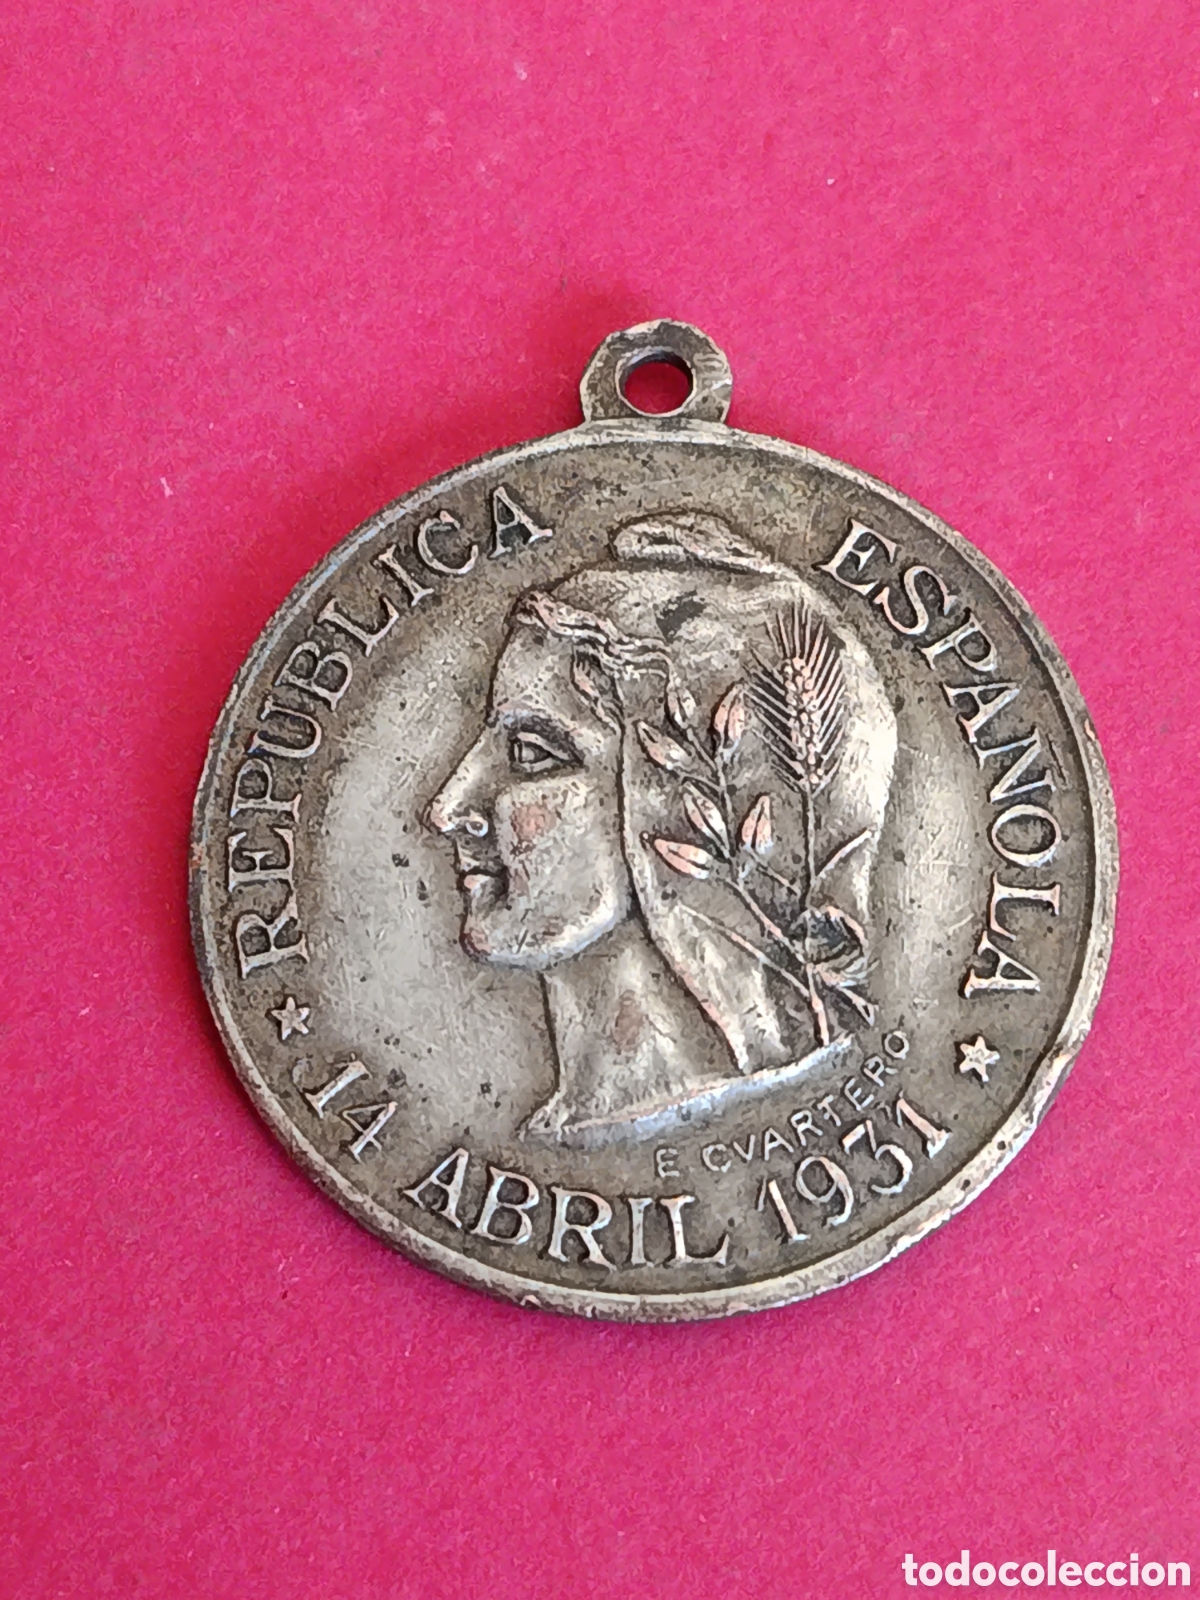 REPUBLICA ESPAÑOLA
14 ABRIL 1931
E CVARTERO
todocoleccion